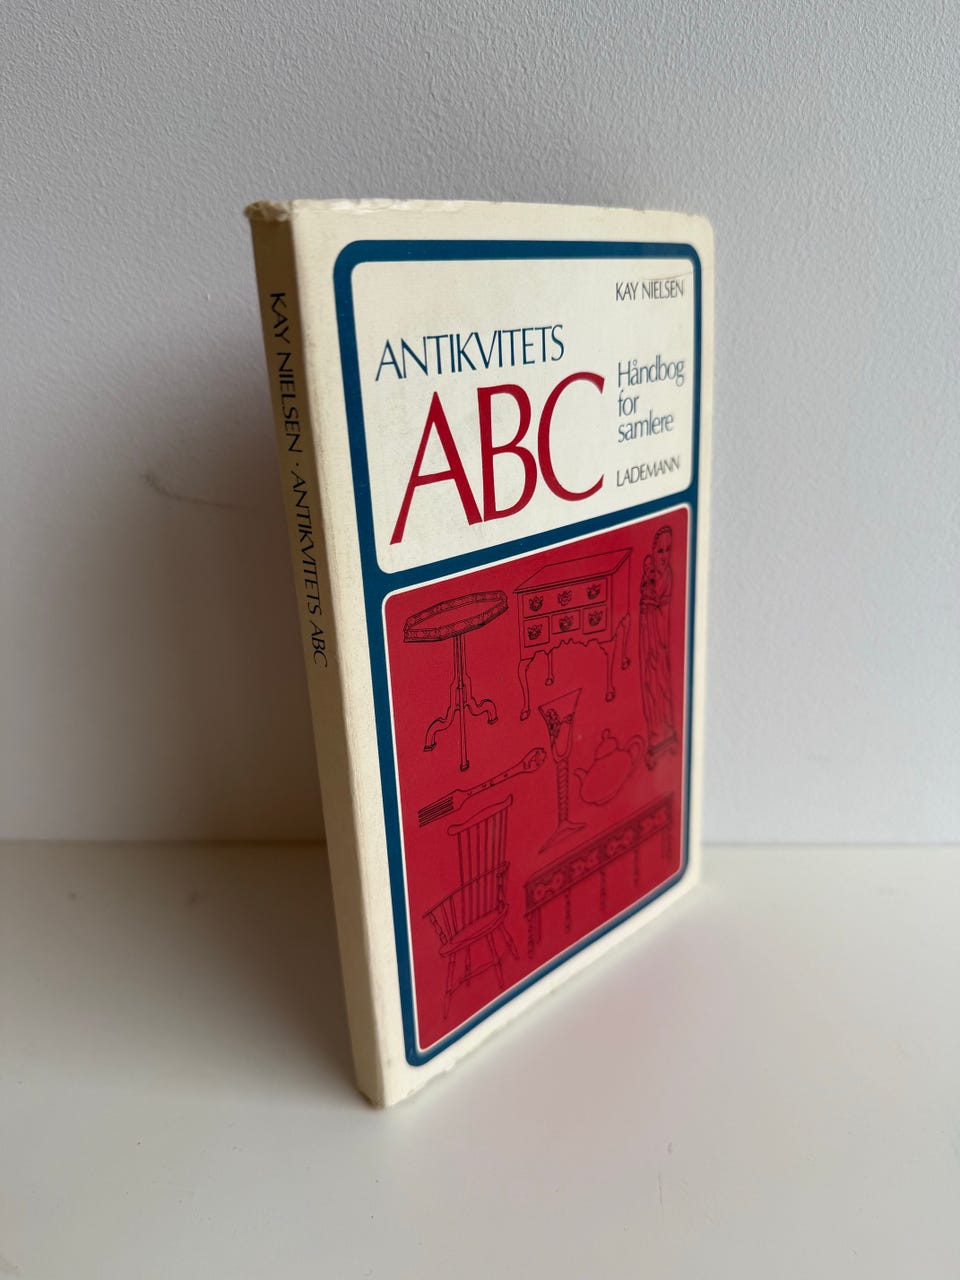 KAY NIELSEN · ANTIKVITETS ABC
KAY NIELSEN
ANTIKVITETS
ABC
Håndbog
for
samlere
LADEMANN